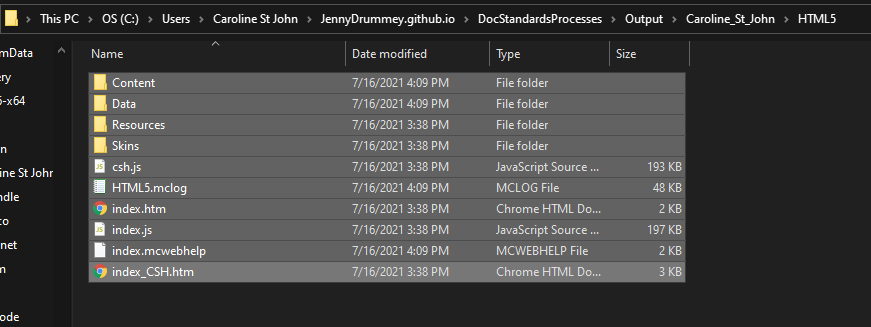 This PC > OS (C:) > Users > Caroline St John > JennyDrummey.github.io > DocStandardsProcesses > Output > Caroline_St_John > HTML5
mData
ery
5-x64
n
ine St John
ndle
to
net
m
ode
Name Date modified Type Size
Content 7/16/2021 4:09 PM File folder
Data 7/16/2021 4:09 PM File folder
Resources 7/16/2021 3:38 PM File folder
Skins 7/16/2021 3:38 PM File folder
csh.js 7/16/2021 3:38 PM JavaScript Source ... 193 KB
HTML5.mclog 7/16/2021 4:09 PM MCLOG File 48 KB
index.htm 7/16/2021 3:38 PM Chrome HTML Do... 2 KB
index.js 7/16/2021 3:38 PM JavaScript Source ... 197 KB
index.mcwebhelp 7/16/2021 4:09 PM MCWEBHELP File 2 KB
index_CSH.htm 7/16/2021 3:38 PM Chrome HTML Do... 3 KB